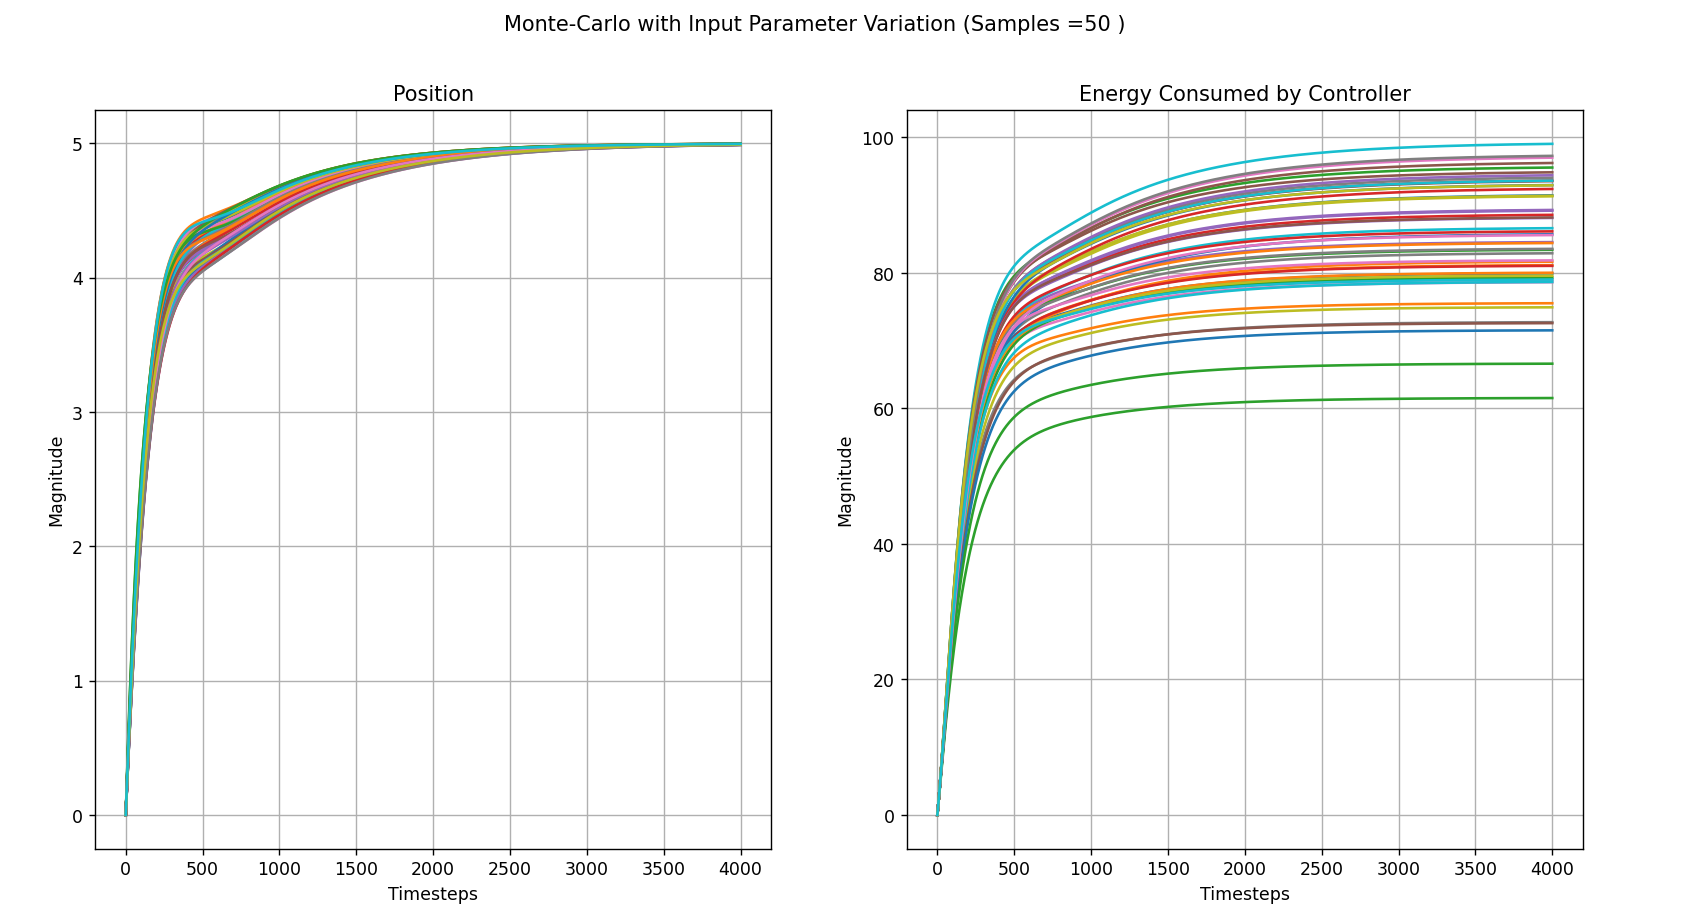 Monte-Carlo with Input Parameter Variation (Samples =50 )
Position
Magnitude
5
4
3
2
1
0
0 500 1000 1500 2000 2500 3000 3500 4000
Timesteps
Energy Consumed by Controller
Magnitude
100
80
60
40
20
0
0 500 1000 1500 2000 2500 3000 3500 4000
Timesteps